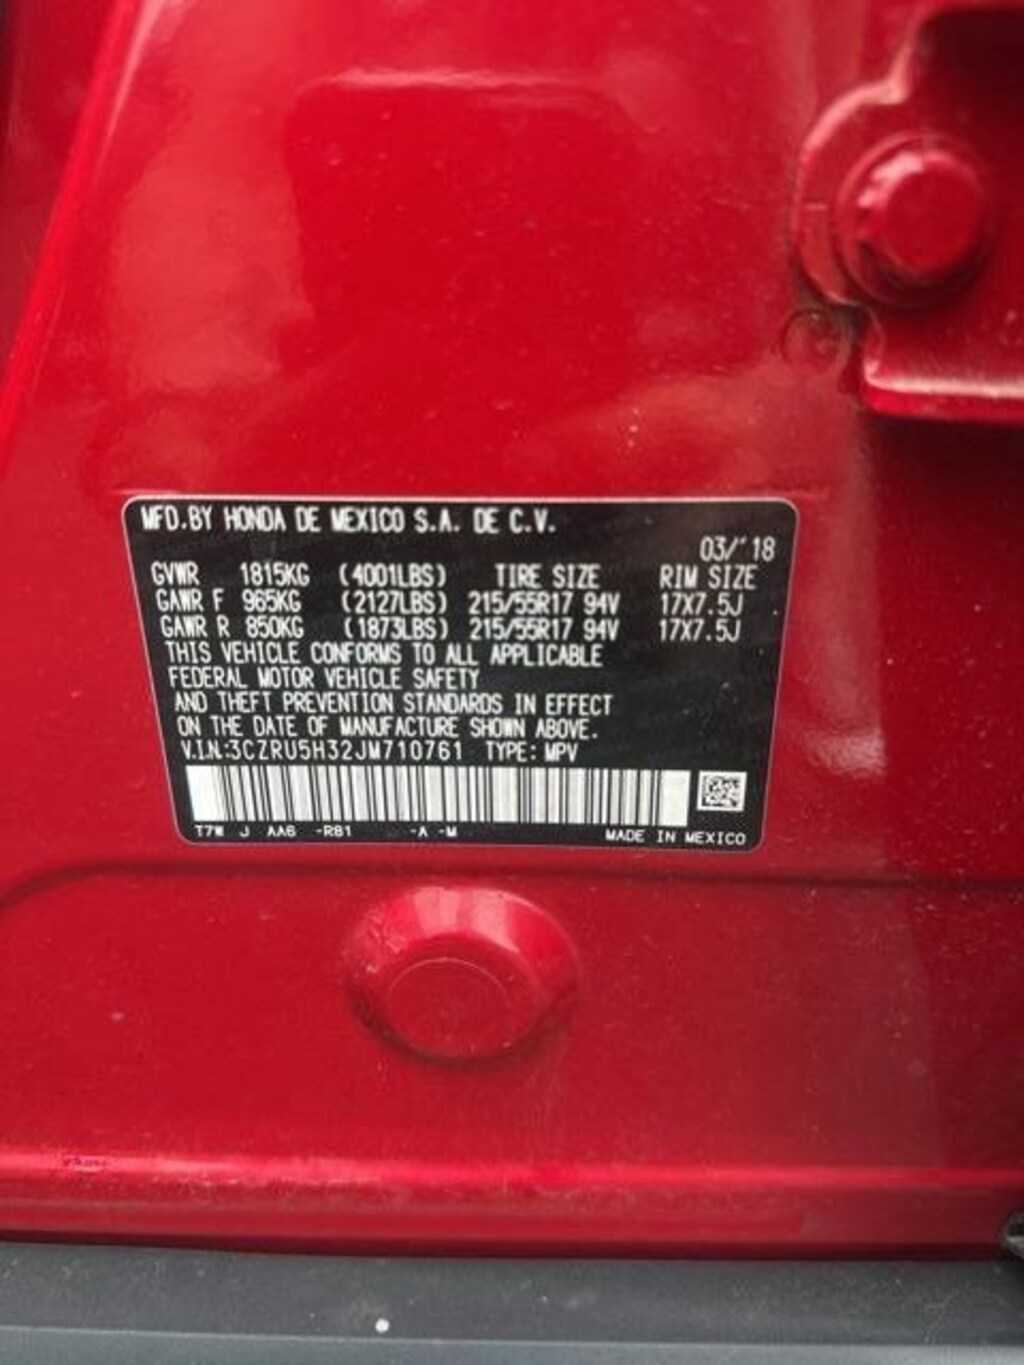 MFD.BY HONDA DE MEXICO S.A. DE C.V.
03/'18
GVWR 1815KG (4001LBS) TIRE SIZE RIM SIZE
GAWR F 965KG (2127LBS) 215/55R17 94V 17X7.5J
GAWR R 850KG (1873LBS) 215/55R17 94V 17X7.5J
THIS VEHICLE CONFORMS TO ALL APPLICABLE
FEDERAL MOTOR VEHICLE SAFETY
AND THEFT PREVENTION STANDARDS IN EFFECT
ON THE DATE OF MANUFACTURE SHOWN ABOVE.
V.I.N:3CZRU5H32JM710761 TYPE: MPV
T7W J AA6 -R81 -A -M MADE IN MEXICO